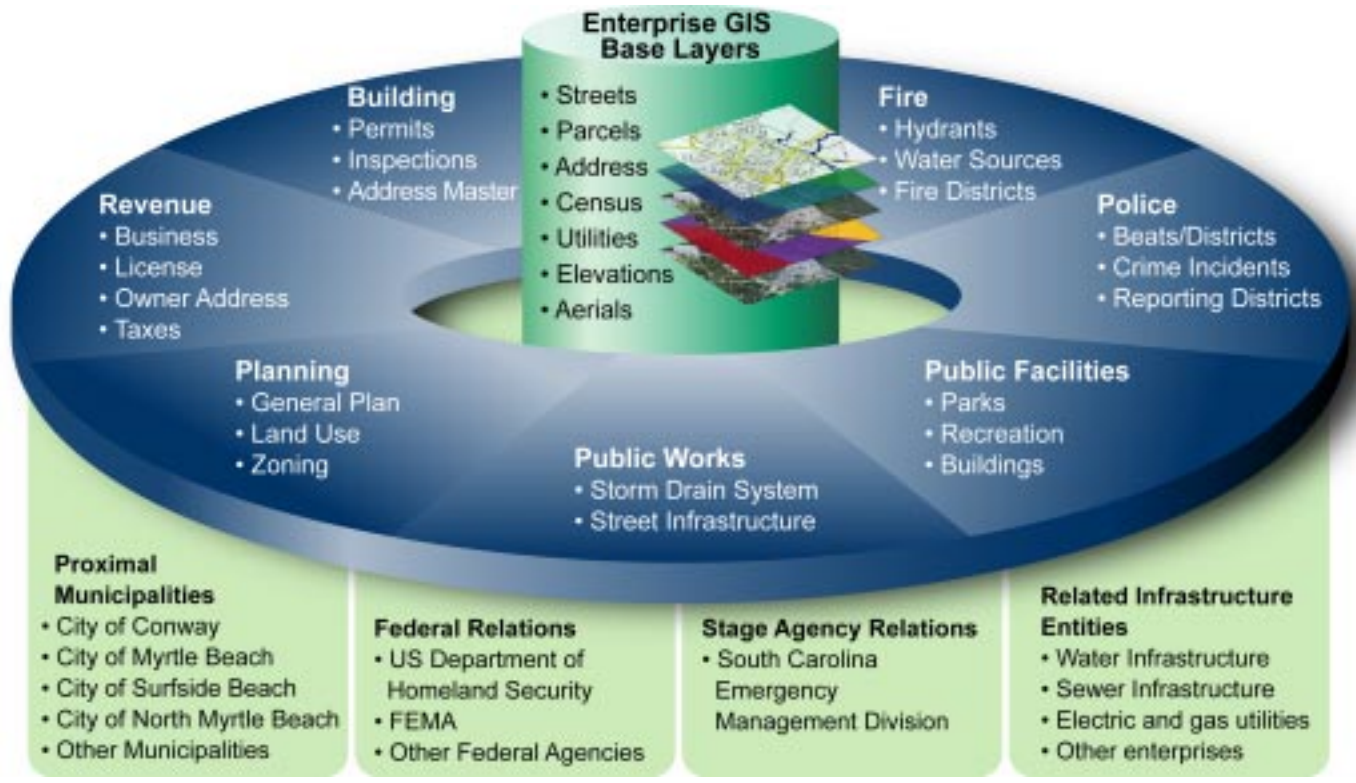 Enterprise GIS
Base Layers
• Streets
• Parcels
• Address
• Census
• Utilities
• Elevations
• Aerials
Building
• Permits
• Inspections
• Address Master
Fire
• Hydrants
• Water Sources
• Fire Districts
Revenue
• Business
• License
• Owner Address
• Taxes
Police
• Beats/Districts
• Crime Incidents
• Reporting Districts
Planning
• General Plan
• Land Use
• Zoning
Public Works
• Storm Drain System
• Street Infrastructure
Public Facilities
• Parks
• Recreation
• Buildings
Proximal
Municipalities
• City of Conway
• City of Myrtle Beach
• City of Surfside Beach
• City of North Myrtle Beach
• Other Municipalities
Federal Relations
• US Department of
Homeland Security
• FEMA
• Other Federal Agencies
Stage Agency Relations
• South Carolina
Emergency
Management Division
Related Infrastructure
Entities
• Water Infrastructure
• Sewer Infrastructure
• Electric and gas utilities
• Other enterprises